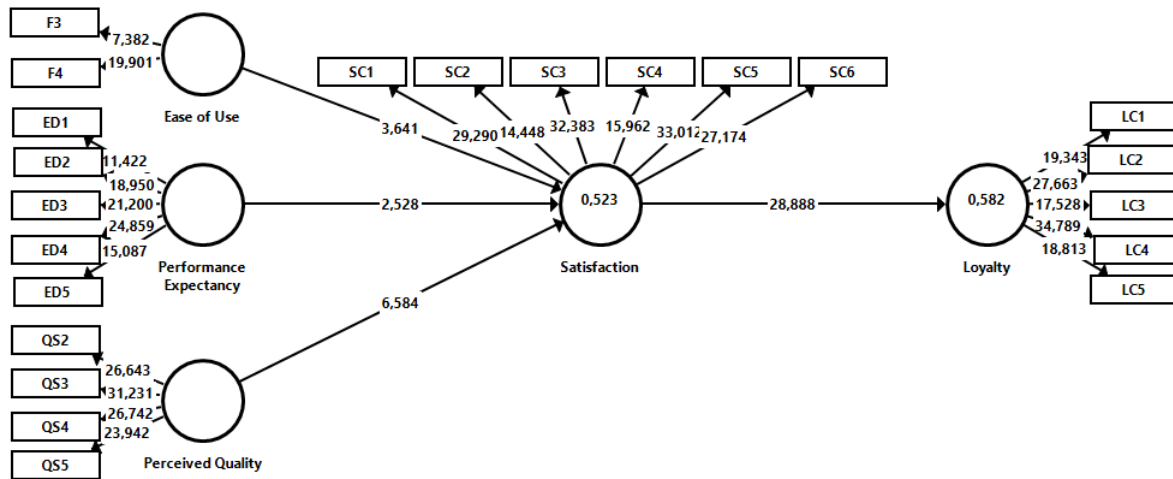 F3
7,382
19,901
F4
Ease of Use
ED1
ED2
11,422
18,950
ED3
21,200
24,859
ED4
15,087
ED5
Performance
Expectancy
QS2
26,643
QS3
31,231
QS4
26,742
23,942
QS5
Perceived Quality
3,641
2,528
6,584
SC1
SC2
SC3
SC4
SC5
SC6
29,290
14,448
32,383
15,962
33,012
27,174
0,523
Satisfaction
28,888
0,582
Loyalty
LC1
19,343
LC2
27,663
17,528
LC3
34,789
LC4
18,813
LC5